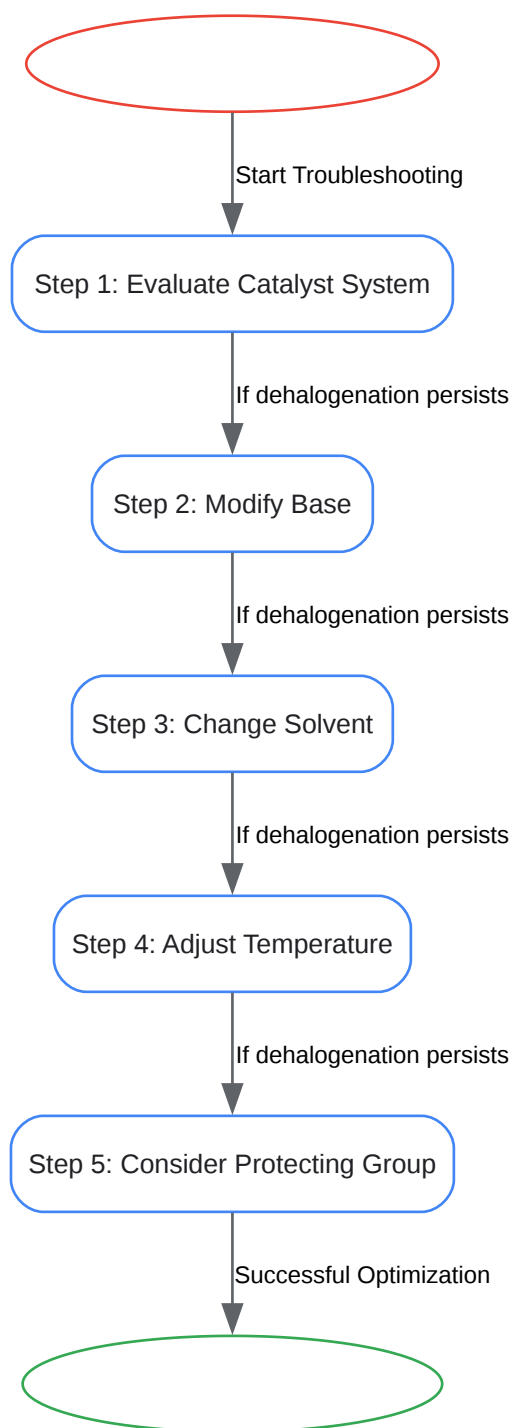 Start Troubleshooting
Step 1: Evaluate Catalyst System
If dehalogenation persists
Step 2: Modify Base
If dehalogenation persists
Step 3: Change Solvent
If dehalogenation persists
Step 4: Adjust Temperature
If dehalogenation persists
Step 5: Consider Protecting Group
Successful Optimization